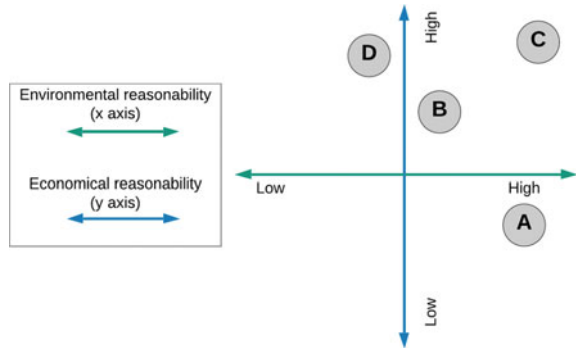 Environmental reasonability
(x axis)
Economical reasonability
(y axis)
High
D
C
B
Low
High
A
Low